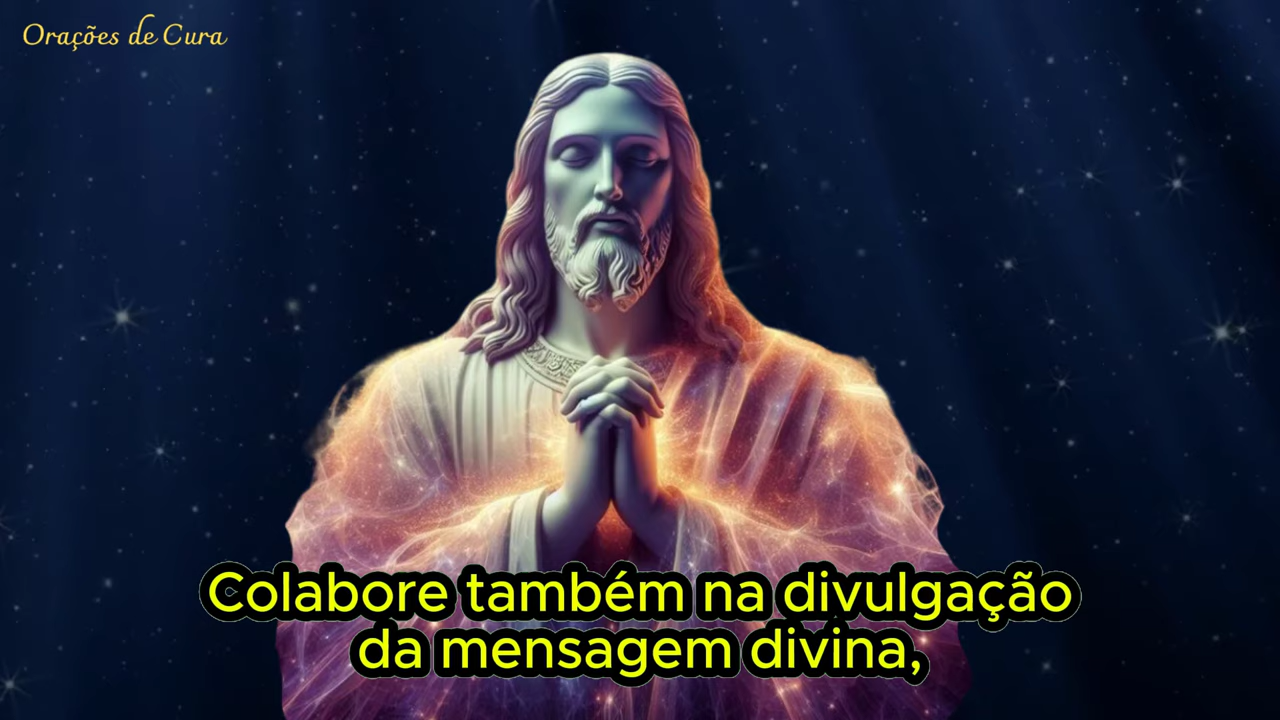 Orações de Cura
Colabore também na divulgação
da mensagem divina,